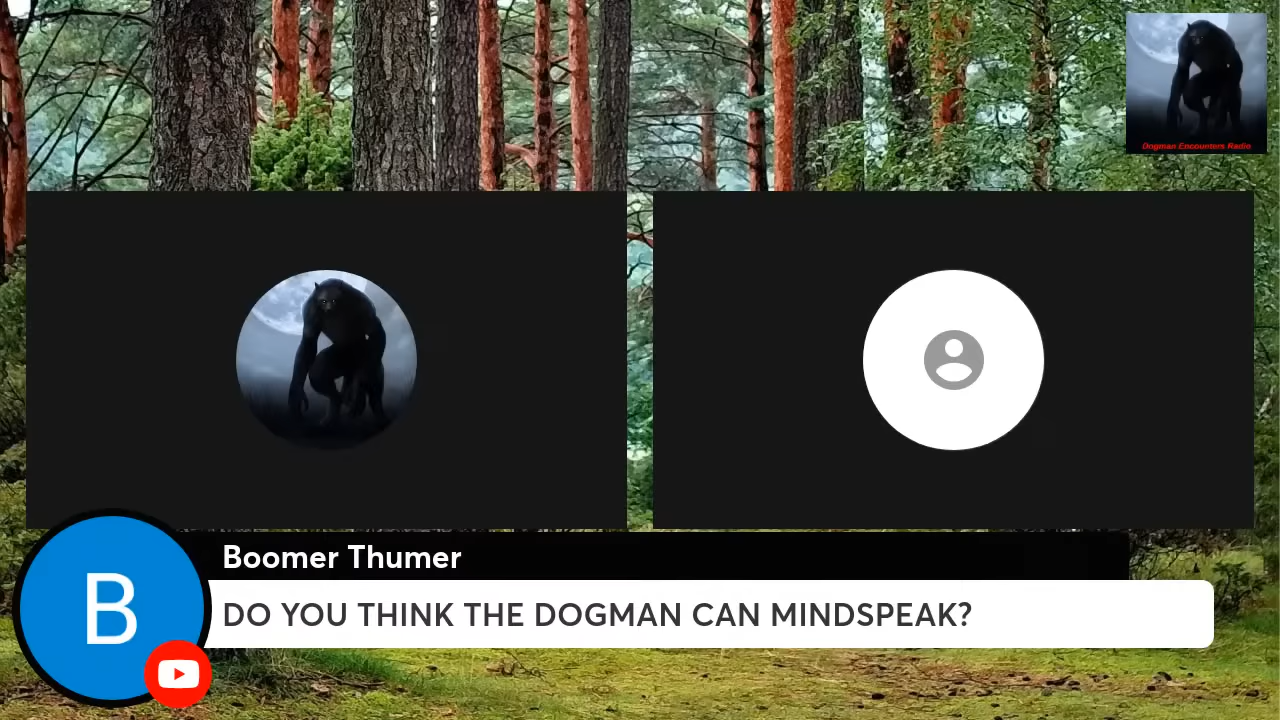 Dogman Encounters Radio
B
Boomer Thumer
DO YOU THINK THE DOGMAN CAN MINDSPEAK?